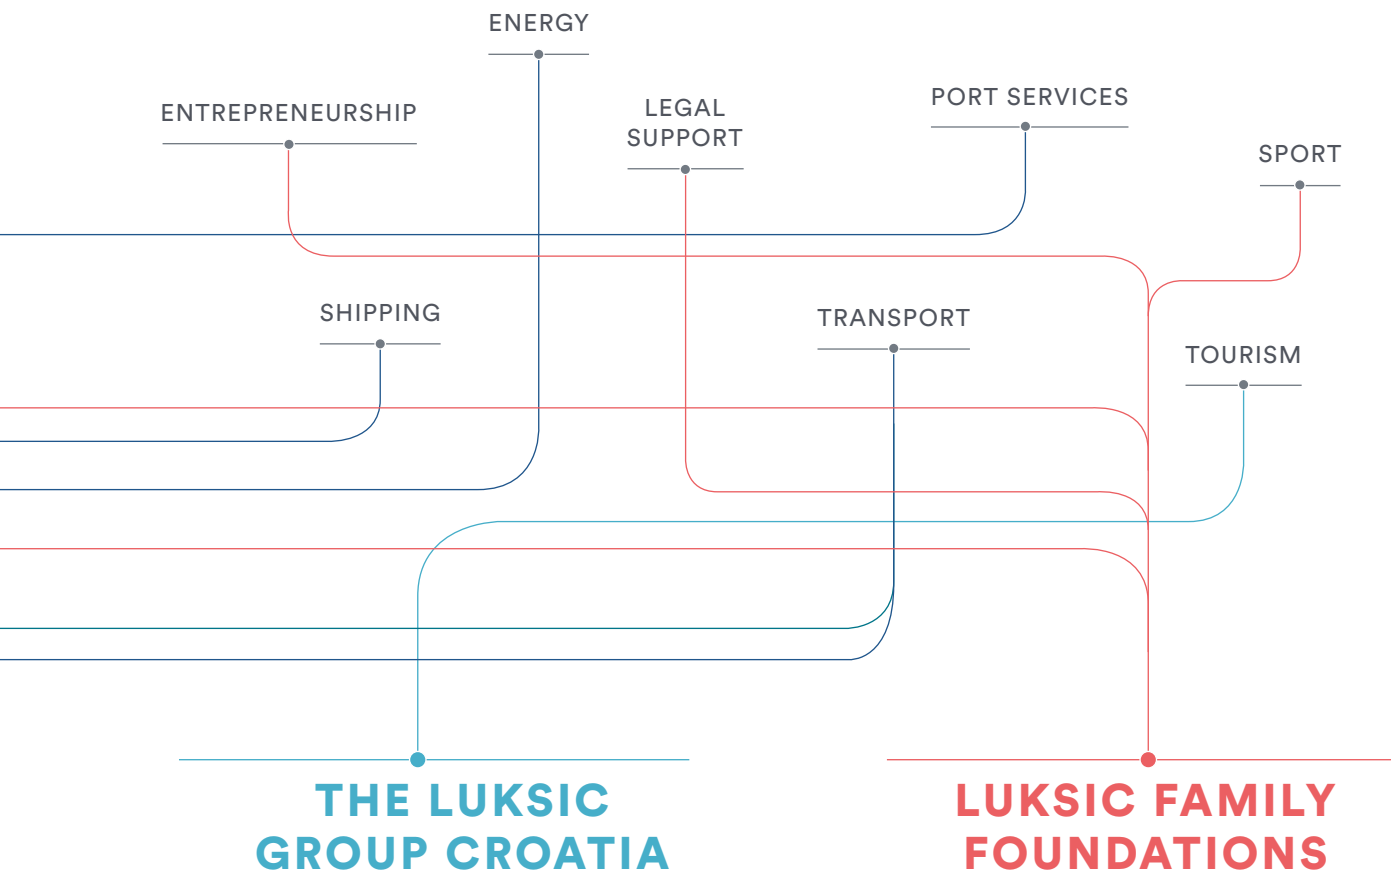 ENERGY
ENTREPRENEURSHIP
LEGAL
SUPPORT
PORT SERVICES
SPORT
SHIPPING
TRANSPORT
TOURISM
THE LUKSIC
GROUP CROATIA
LUKSIC FAMILY
FOUNDATIONS